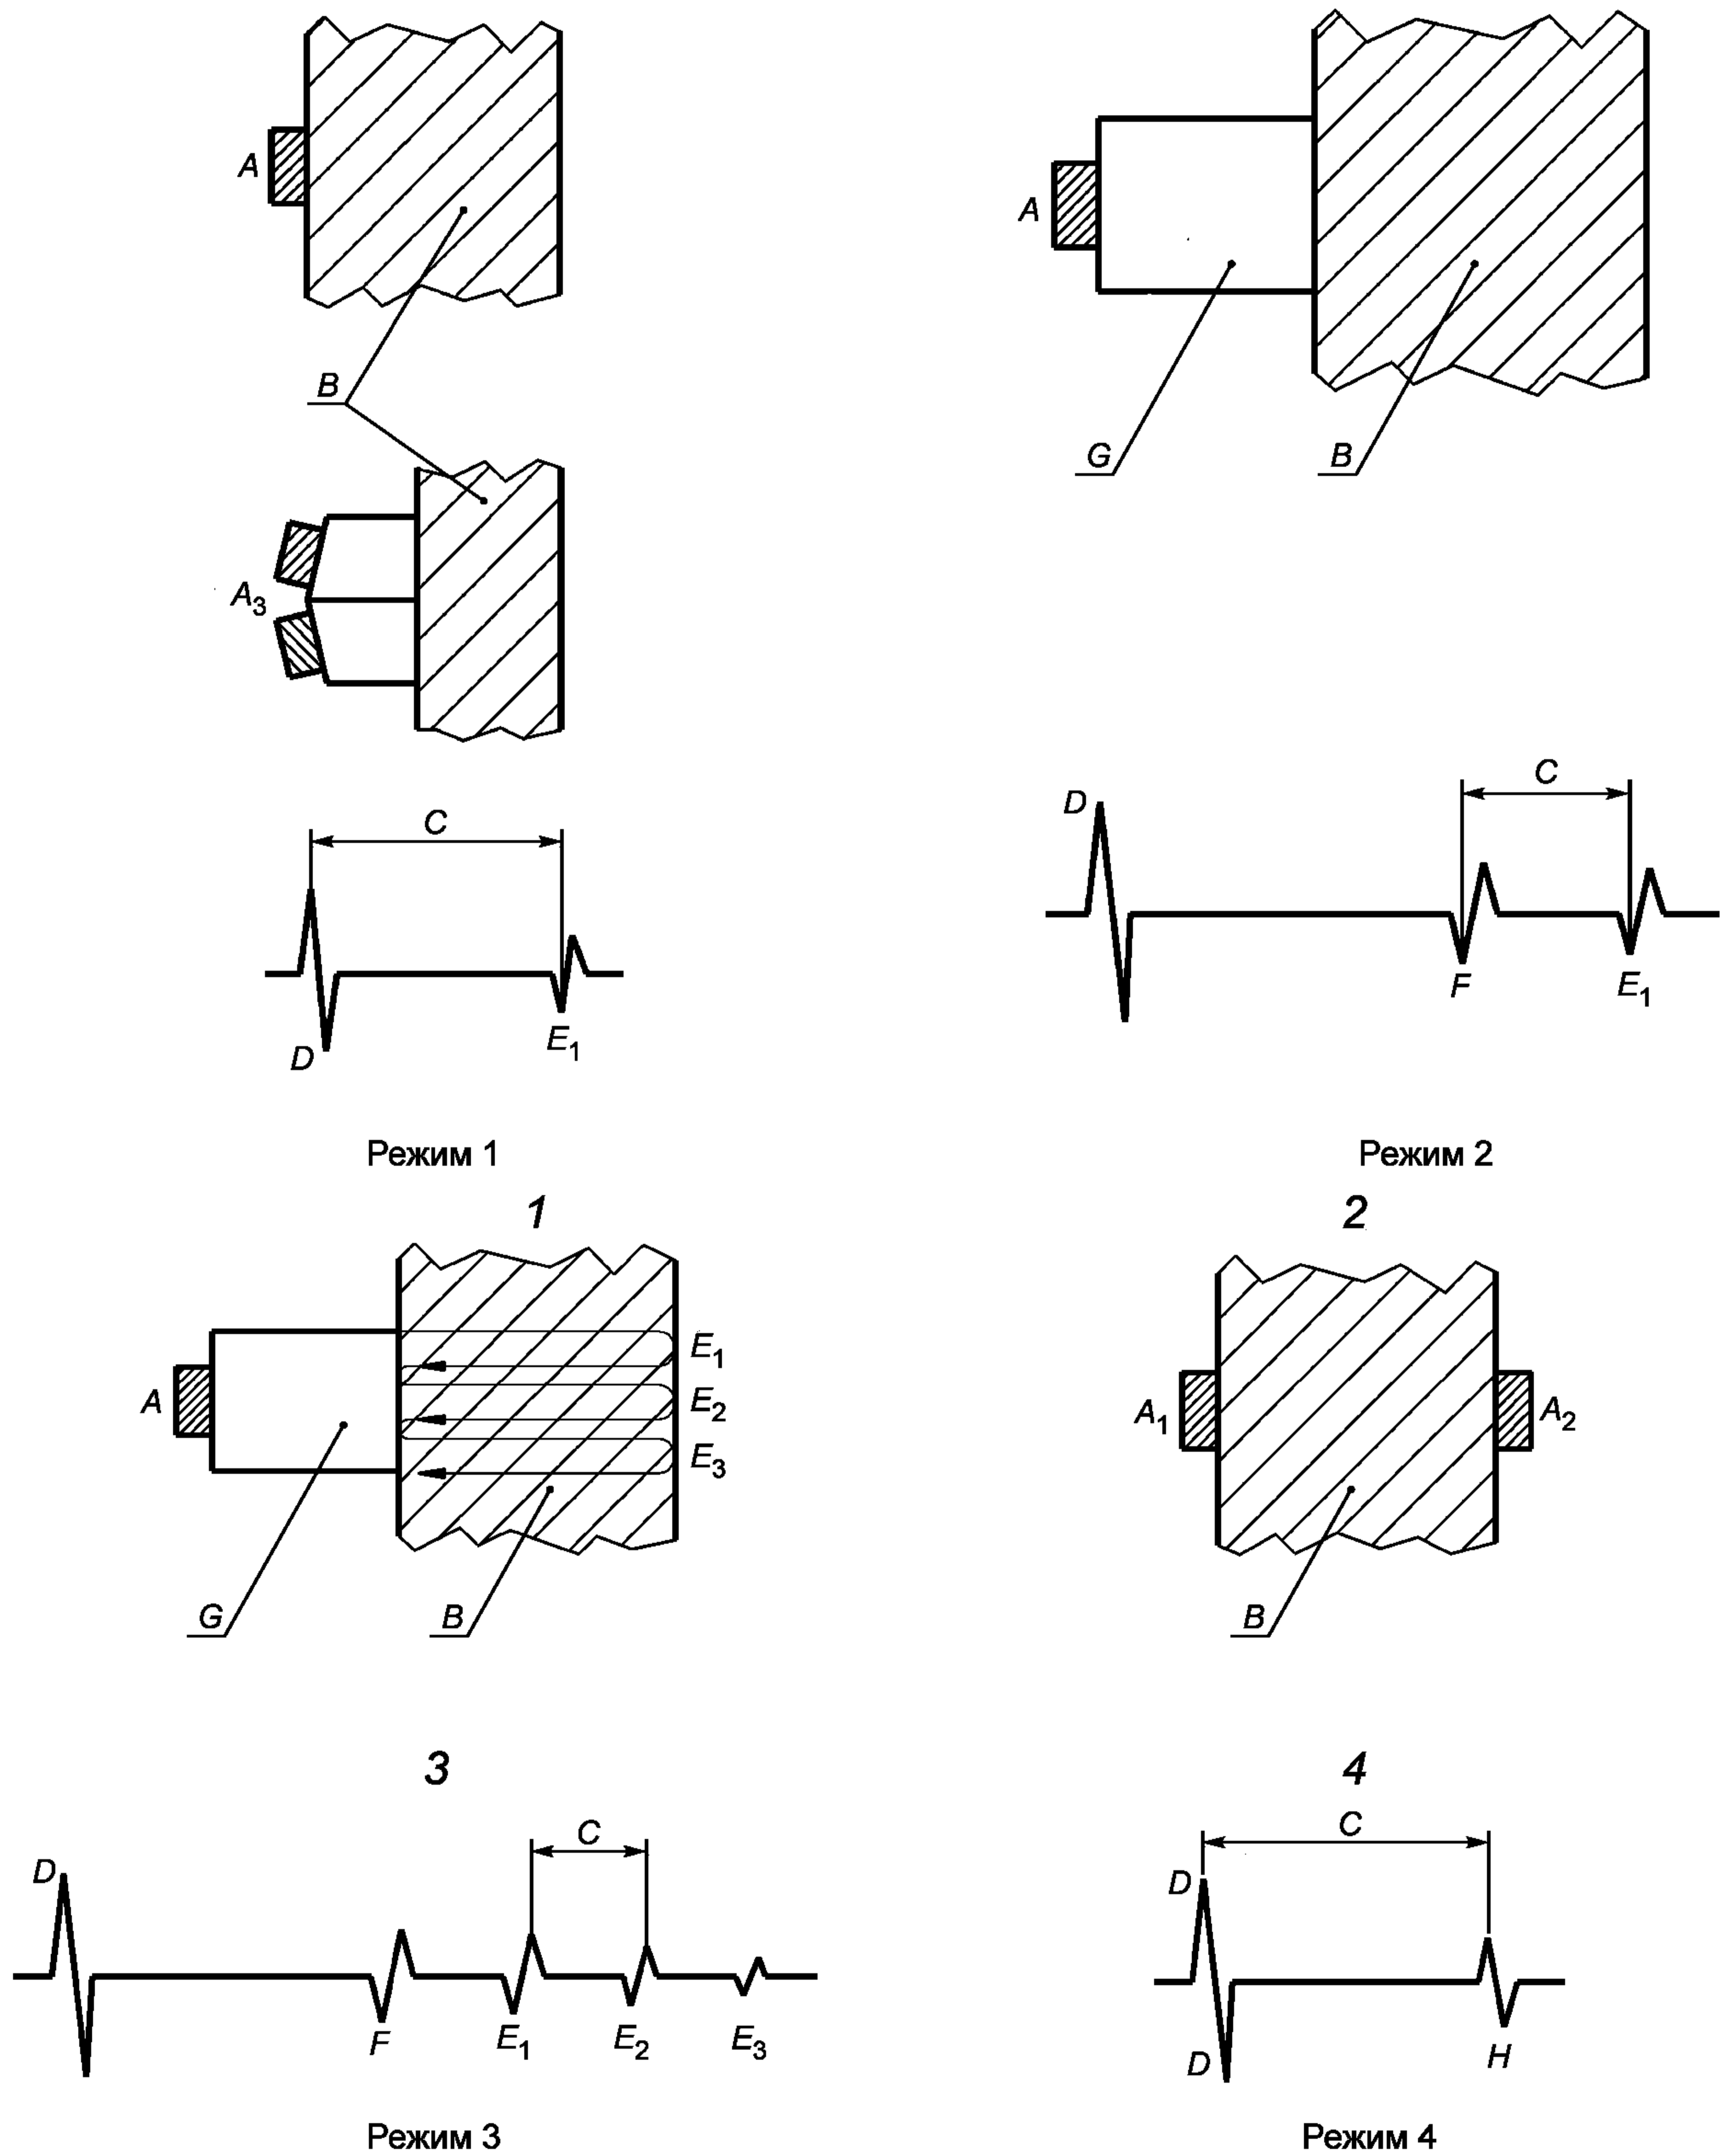 A
A
B
G B
A₃
C
D
C
F E₁
D E₁
Режим 1
Режим 2
1
2
A
E₁
E₂
E₃
A₁ A₂
G B
B
3
4
C
D
F E₁ E₂ E₃
C
D
D H
Режим 3
Режим 4